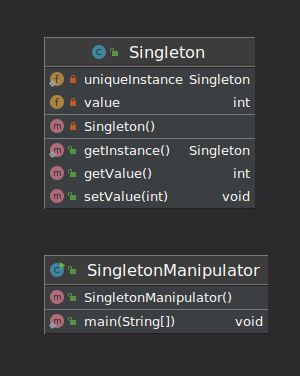 Singleton
uniqueInstance Singleton
value int
Singleton()
getInstance() Singleton
getValue() int
setValue(int) void
SingletonManipulator
SingletonManipulator()
main(String[]) void